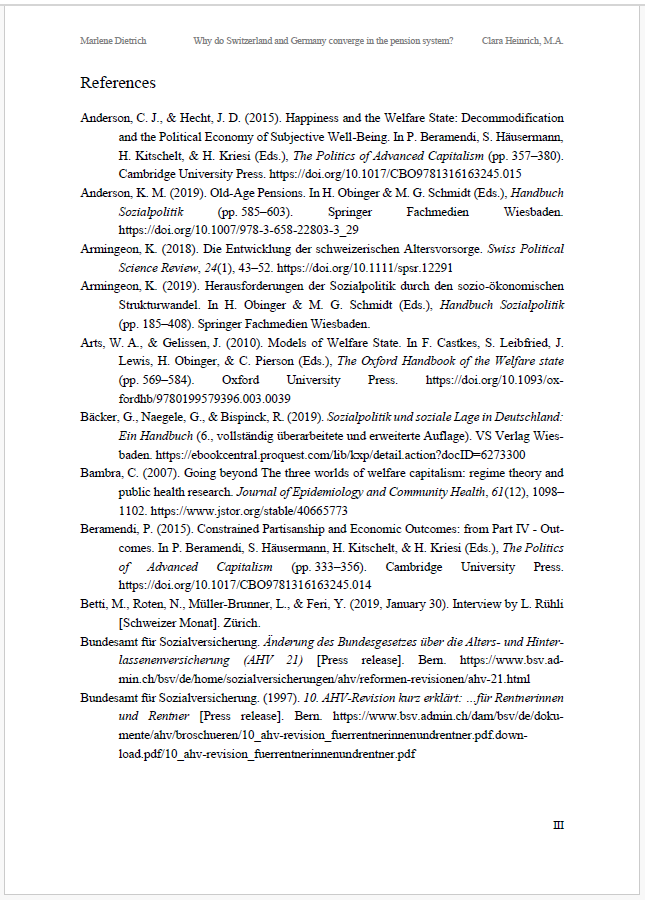 Marlene Dietrich Why do Switzerland and Germany converge in the pension system? Clara Heinrich, M.A.
References
Anderson, C. J., & Hecht, J. D. (2015). Happiness and the Welfare State: Decommodification
and the Political Economy of Subjective Well-Being. In P. Beramendi, S. Häusermann,
H. Kitschelt, & H. Kriesi (Eds.), The Politics of Advanced Capitalism (pp. 357–380).
Cambridge University Press. https://doi.org/10.1017/CBO9781316163245.015
Anderson, K. M. (2019). Old-Age Pensions. In H. Obinger & M. G. Schmidt (Eds.), Handbuch
Sozialpolitik (pp. 585–603). Springer Fachmedien Wiesbaden.
https://doi.org/10.1007/978-3-658-22803-3_29
Armingeon, K. (2018). Die Entwicklung der schweizerischen Altersvorsorge. Swiss Political
Science Review, 24(1), 43–52. https://doi.org/10.1111/spsr.12291
Armingeon, K. (2019). Herausforderungen der Sozialpolitik durch den sozio-ökonomischen
Strukturwandel. In H. Obinger & M. G. Schmidt (Eds.), Handbuch Sozialpolitik
(pp. 185–408). Springer Fachmedien Wiesbaden.
Arts, W. A., & Gelissen, J. (2010). Models of Welfare State. In F. Castkes, S. Leibfried, J.
Lewis, H. Obinger, & C. Pierson (Eds.), The Oxford Handbook of the Welfare state
(pp. 569–584). Oxford University Press. https://doi.org/10.1093/ox-
fordhb/9780199579396.003.0039
Bäcker, G., Naegele, G., & Bispinck, R. (2019). Sozialpolitik und soziale Lage in Deutschland:
Ein Handbuch (6., vollständig überarbeitete und erweiterte Auflage). VS Verlag Wies-
baden. https://ebookcentral.proquest.com/lib/kxp/detail.action?docID=6273300
Bambra, C. (2007). Going beyond The three worlds of welfare capitalism: regime theory and
public health research. Journal of Epidemiology and Community Health, 61(12), 1098–
1102. https://www.jstor.org/stable/40665773
Beramendi, P. (2015). Constrained Partisanship and Economic Outcomes: from Part IV - Out-
comes. In P. Beramendi, S. Häusermann, H. Kitschelt, & H. Kriesi (Eds.), The Politics
of Advanced Capitalism (pp. 333–356). Cambridge University Press.
https://doi.org/10.1017/CBO9781316163245.014
Betti, M., Roten, N., Müller-Brunner, L., & Feri, Y. (2019, January 30). Interview by L. Rühli
[Schweizer Monat]. Zürich.
Bundesamt für Sozialversicherung. Änderung des Bundesgesetzes über die Alters- und Hinter-
lassenenversicherung (AHV 21) [Press release]. Bern. https://www.bsv.ad-
min.ch/bsv/de/home/sozialversicherungen/ahv/reformen-revisionen/ahv-21.html
Bundesamt für Sozialversicherung. (1997). 10. AHV-Revision kurz erklärt: ...für Rentnerinnen
und Rentner [Press release]. Bern. https://www.bsv.admin.ch/dam/bsv/de/doku-
mente/ahv/broschueren/10_ahv-revision_fuerrentnerinnenundrentner.pdf.down-
load.pdf/10_ahv-revision_fuerrentnerinnenundrentner.pdf
III